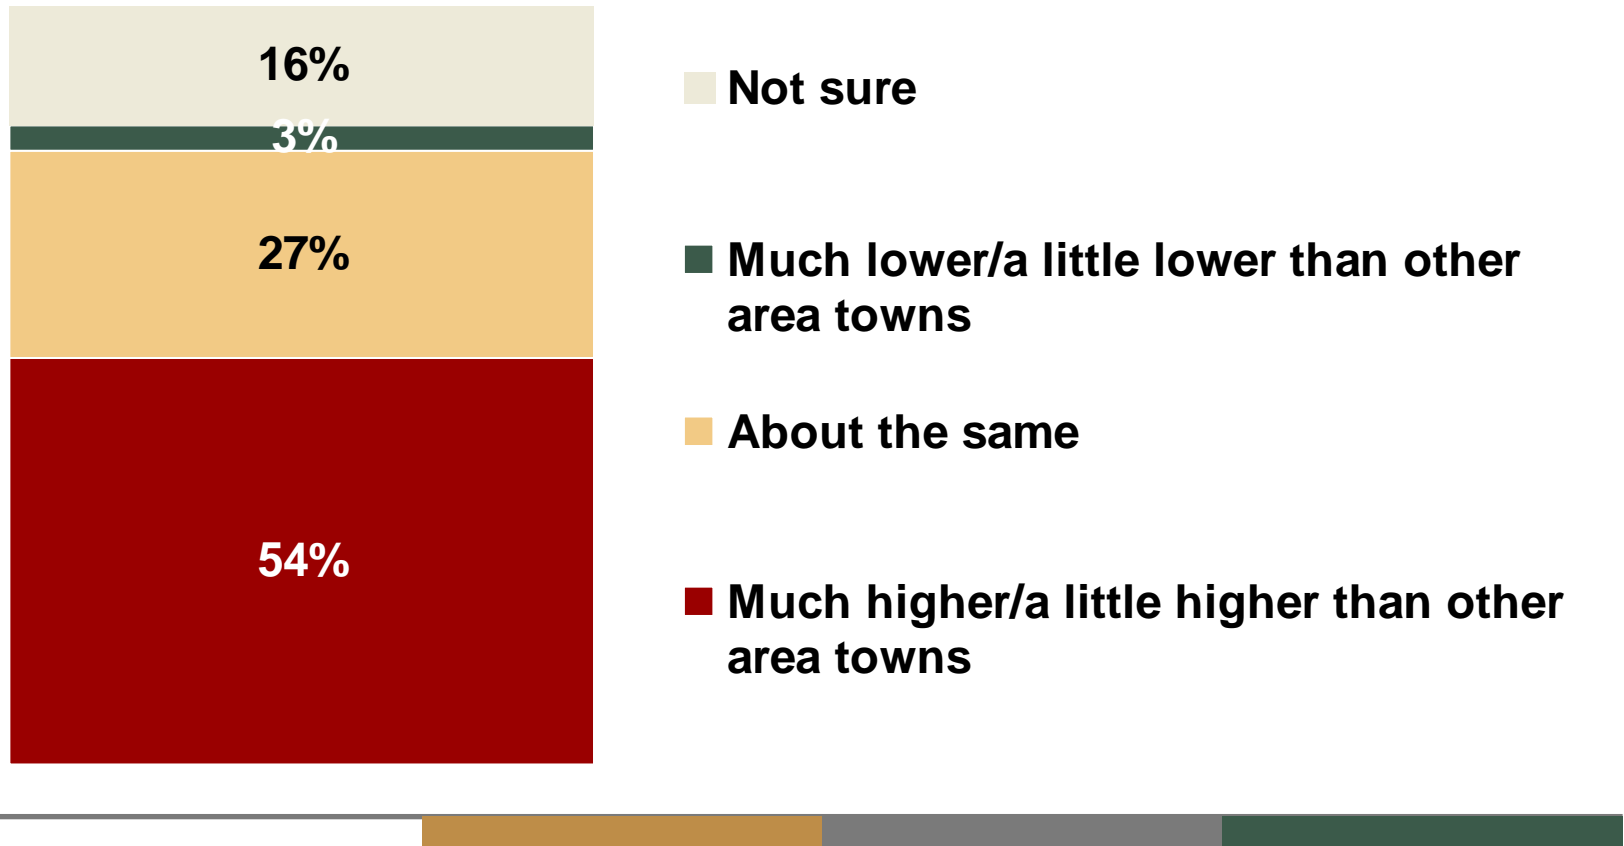 16%
3%
27%
54%
Not sure
Much lower/a little lower than other
area towns
About the same
Much higher/a little higher than other
area towns